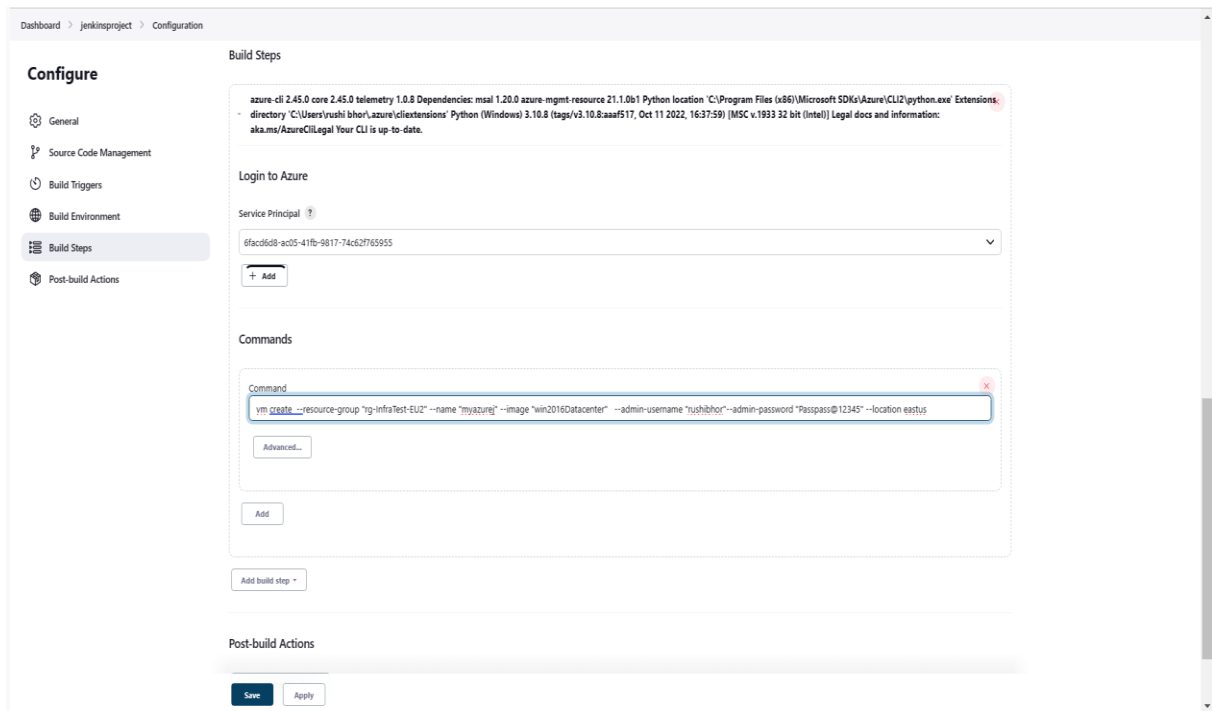 Dashboard > jenkinsproject > Configuration
Configure
General
Source Code Management
Build Triggers
Build Environment
Build Steps
Post-build Actions
Build Steps
azure-cli 2.45.0 core 2.45.0 telemetry 1.0.8 Dependencies: msal 1.20.0 azure-mgmt-resource 21.1.0b1 Python location 'C:\Program Files (x86)\Microsoft SDKs\Azure\CLI2\python.exe' Extensions
directory 'C:\Users\rushi bhor\.azure\cliextensions' Python (Windows) 3.10.8 (tags/v3.10.8:aaaf517, Oct 11 2022, 16:37:59) [MSC v.1933 32 bit (Intel)] Legal docs and information:
aka.ms/AzureCliLegal Your CLI is up-to-date.
Login to Azure
Service Principal ?
6facd6d8-ac05-41fb-9817-74c62f765955
+ Add
Commands
Command
vm create --resource-group "rg-InfraTest-EU2" --name "myazurej" --image "win2016Datacenter" --admin-username "rushibhor"--admin-password "Passpass@12345" --location eastus
Advanced...
Add
Add build step
Post-build Actions
Save
Apply